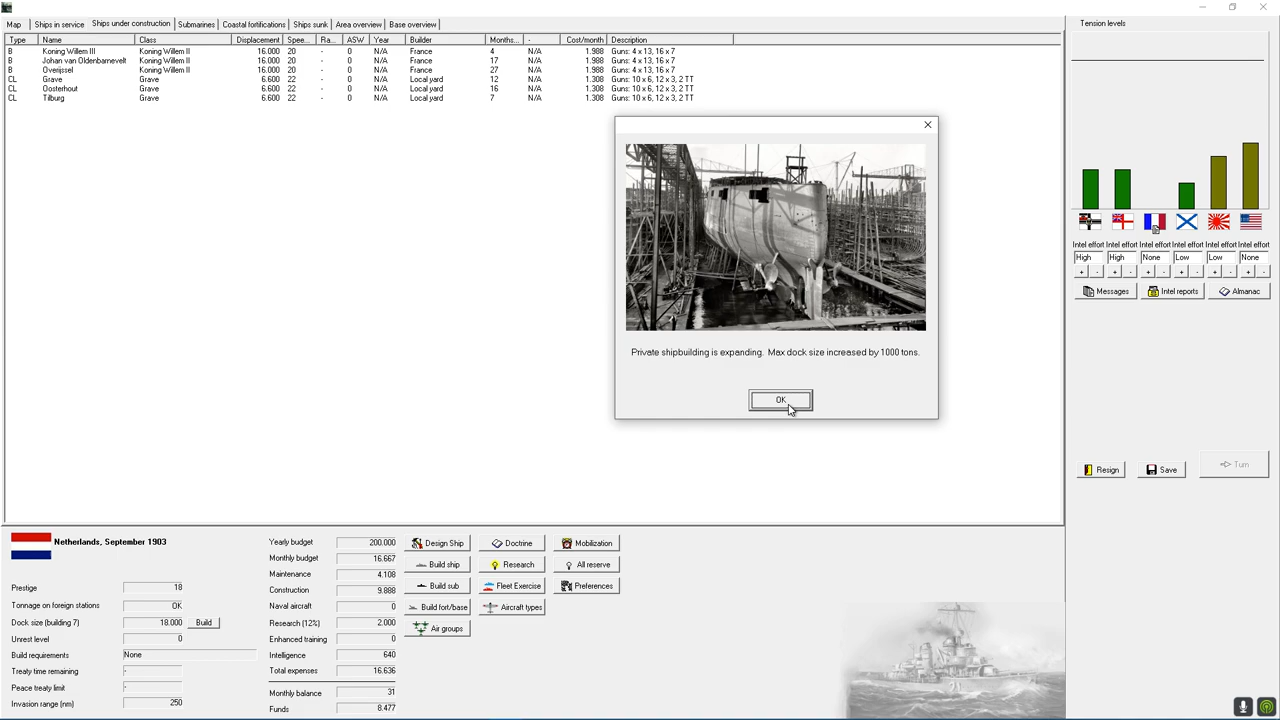 Map Ships in service Ships under construction Submarines Coastal fortifications Ships sunk Area overview Base overview
Type Name Class Displacement Spee... Ra... ASW Year Builder Months... - Cost/month Description
B Koning Willem III Koning Willem II 16.000 20 - 0 N/A France 4 N/A 1.988 Guns: 4 x 13, 16 x 7
B Johan van Oldenbarnevelt Koning Willem II 16.000 20 - 0 N/A France 17 N/A 1.988 Guns: 4 x 13, 16 x 7
B Overijssel Koning Willem II 16.000 20 - 0 N/A France 27 N/A 1.988 Guns: 4 x 13, 16 x 7
CL Grave Grave 6.600 22 - 0 N/A Local yard 12 N/A 1.308 Guns: 10 x 6, 12 x 3, 2 TT
CL Oosterhout Grave 6.600 22 - 0 N/A Local yard 16 N/A 1.308 Guns: 10 x 6, 12 x 3, 2 TT
CL Tilburg Grave 6.600 22 - 0 N/A Local yard 7 N/A 1.308 Guns: 10 x 6, 12 x 3, 2 TT
Private shipbuilding is expanding. Max dock size increased by 1000 tons.
OK
Tension levels
Intel effort Intel effort Intel effort Intel effort Intel effort Intel effort
High High None Low Low None
+ - + - + - + - + - + -
Messages Intel reports Almanac
Resign Save Turn
Netherlands, September 1903
Prestige 18
Tonnage on foreign stations OK
Dock size (building 7) 18.000 Build
Unrest level 0
Build requirements None
Treaty time remaining -
Peace treaty limit -
Invasion range (nm) 250
Yearly budget 200.000
Monthly budget 16.667
Maintenance 4.108
Construction 9.888
Naval aircraft 0
Research (12%) 2.000
Enhanced training 0
Intelligence 640
Total expenses 16.636
Monthly balance 31
Funds 8.477
Design Ship Doctrine Mobilization
Build ship Research All reserve
Build sub Fleet Exercise Preferences
Build fort/base Aircraft types
Air groups